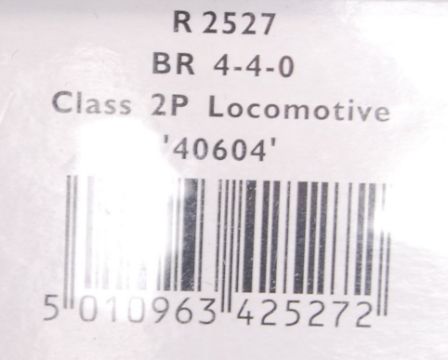 R 2527
BR 4-4-0
Class 2P Locomotive
'40604'
5 010963 425272